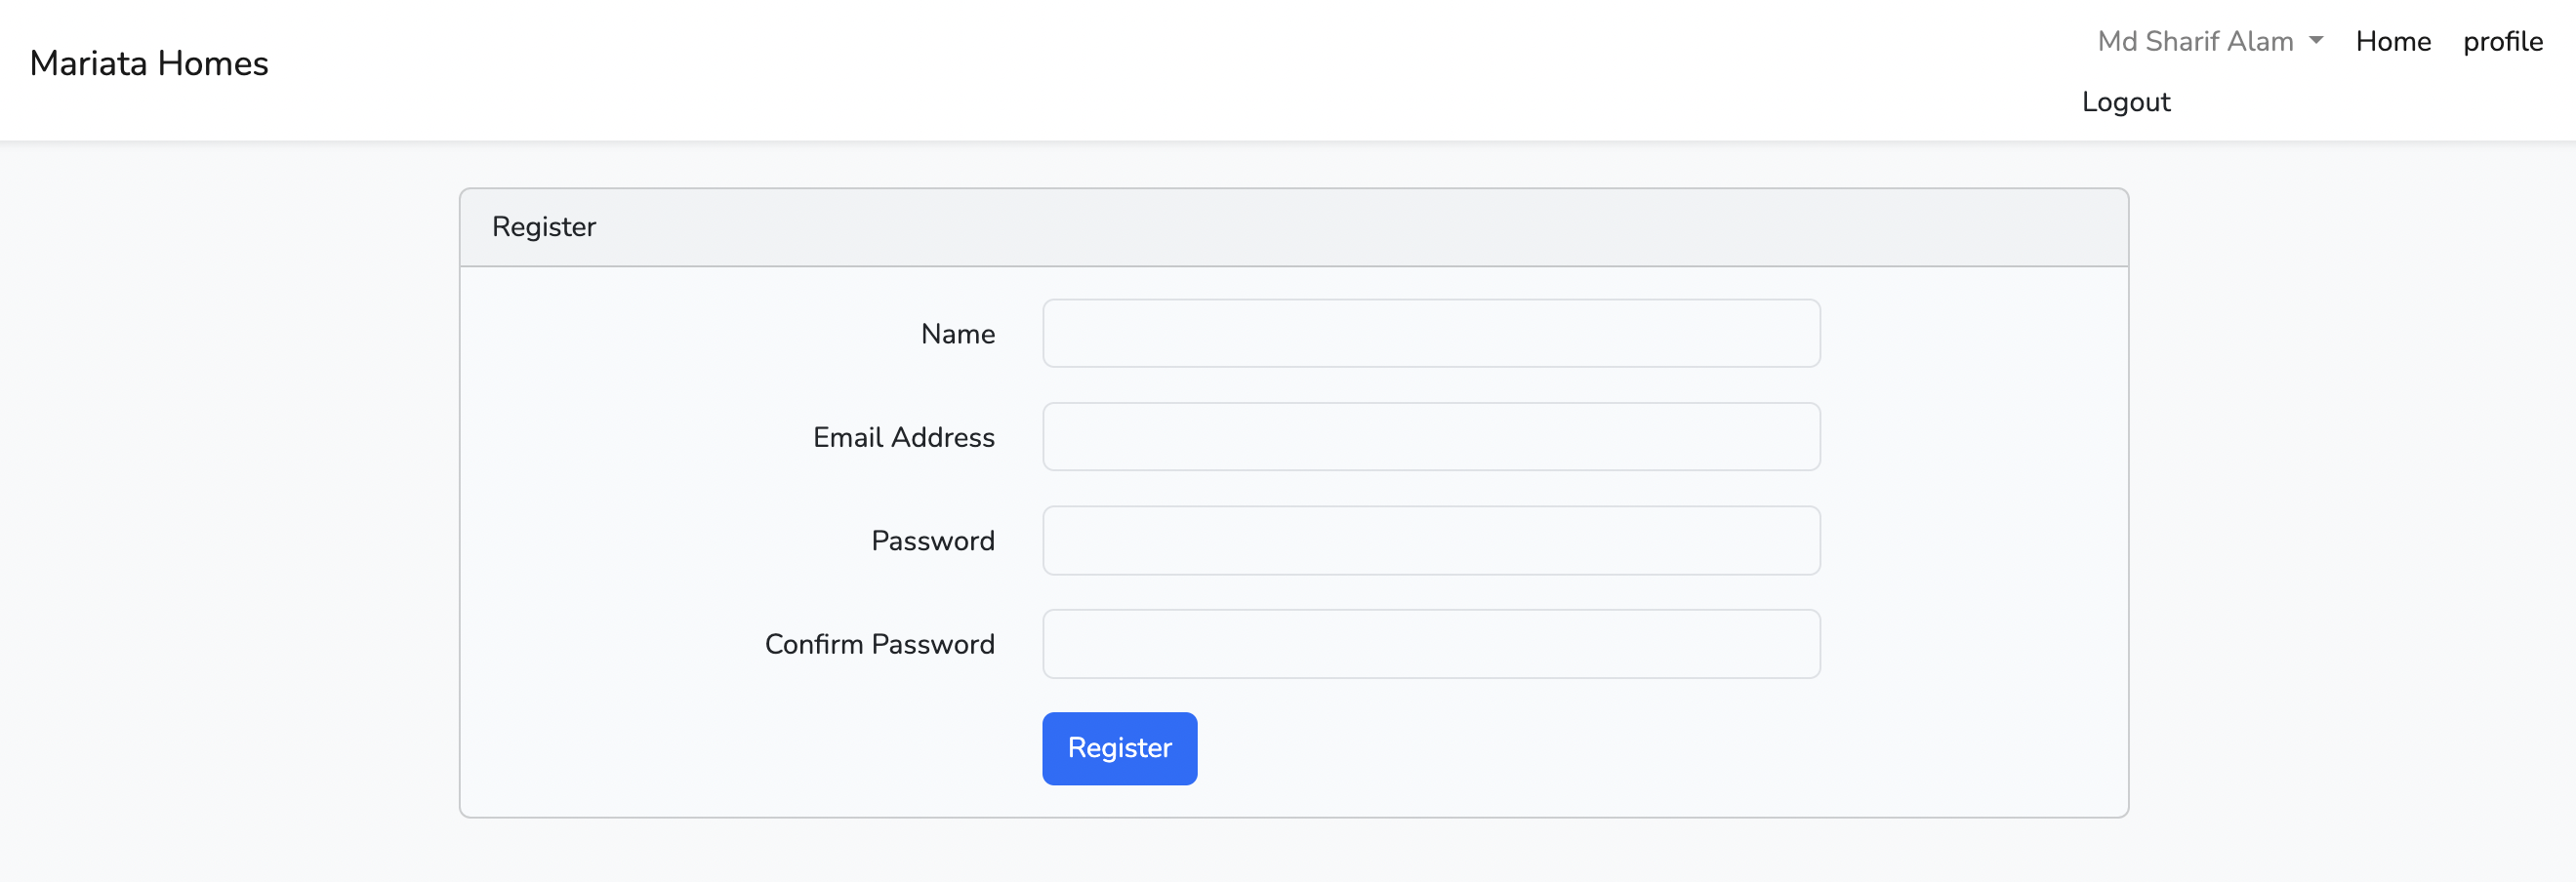 Mariata Homes
Md Sharif Alam Home profile
Logout
Register
Name
Email Address
Password
Confirm Password
Register